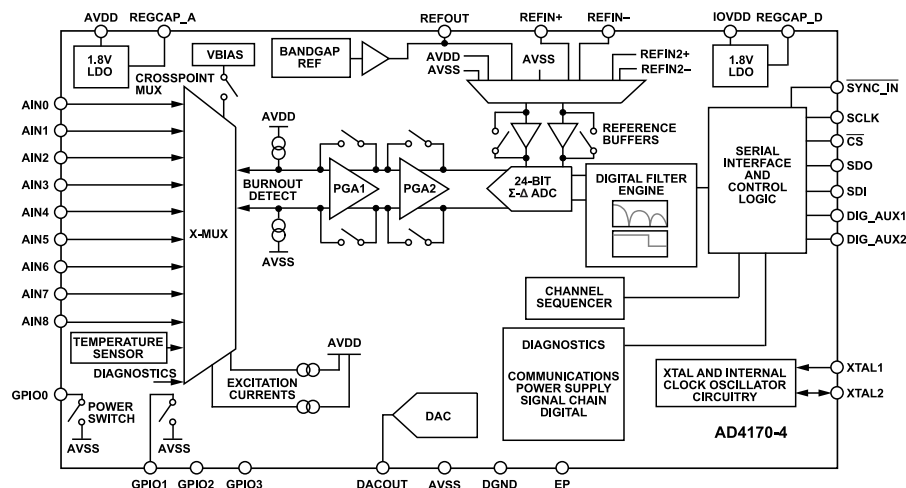 AVDD REGCAP_A REFOUT REFIN+ REFIN– IOVDD REGCAP_D
1.8V
LDO
VBIAS
BANDGAP
REF
AVDD
AVSS
AVSS
REFIN2+
REFIN2–
1.8V
LDO
CROSSPOINT
MUX
AIN0
AIN1
AIN2
AIN3
AIN4
AIN5
AIN6
AIN7
AIN8
X-MUX
AVDD
BURNOUT
DETECT
AVSS
PGA1
PGA2
REFERENCE
BUFFERS
24-BIT
Σ-Δ ADC
DIGITAL FILTER
ENGINE
SERIAL
INTERFACE
AND
CONTROL
LOGIC
SYNC_IN
SCLK
CS
SDO
SDI
DIG_AUX1
DIG_AUX2
CHANNEL
SEQUENCER
TEMPERATURE
SENSOR
DIAGNOSTICS
AVDD
EXCITATION
CURRENTS
DIAGNOSTICS
COMMUNICATIONS
POWER SUPPLY
SIGNAL CHAIN
DIGITAL
XTAL AND INTERNAL
CLOCK OSCILLATOR
CIRCUITRY
XTAL1
XTAL2
GPIO0
POWER
SWITCH
AVSS
AVSS
DAC
AD4170-4
GPIO1 GPIO2 GPIO3 DACOUT AVSS DGND EP